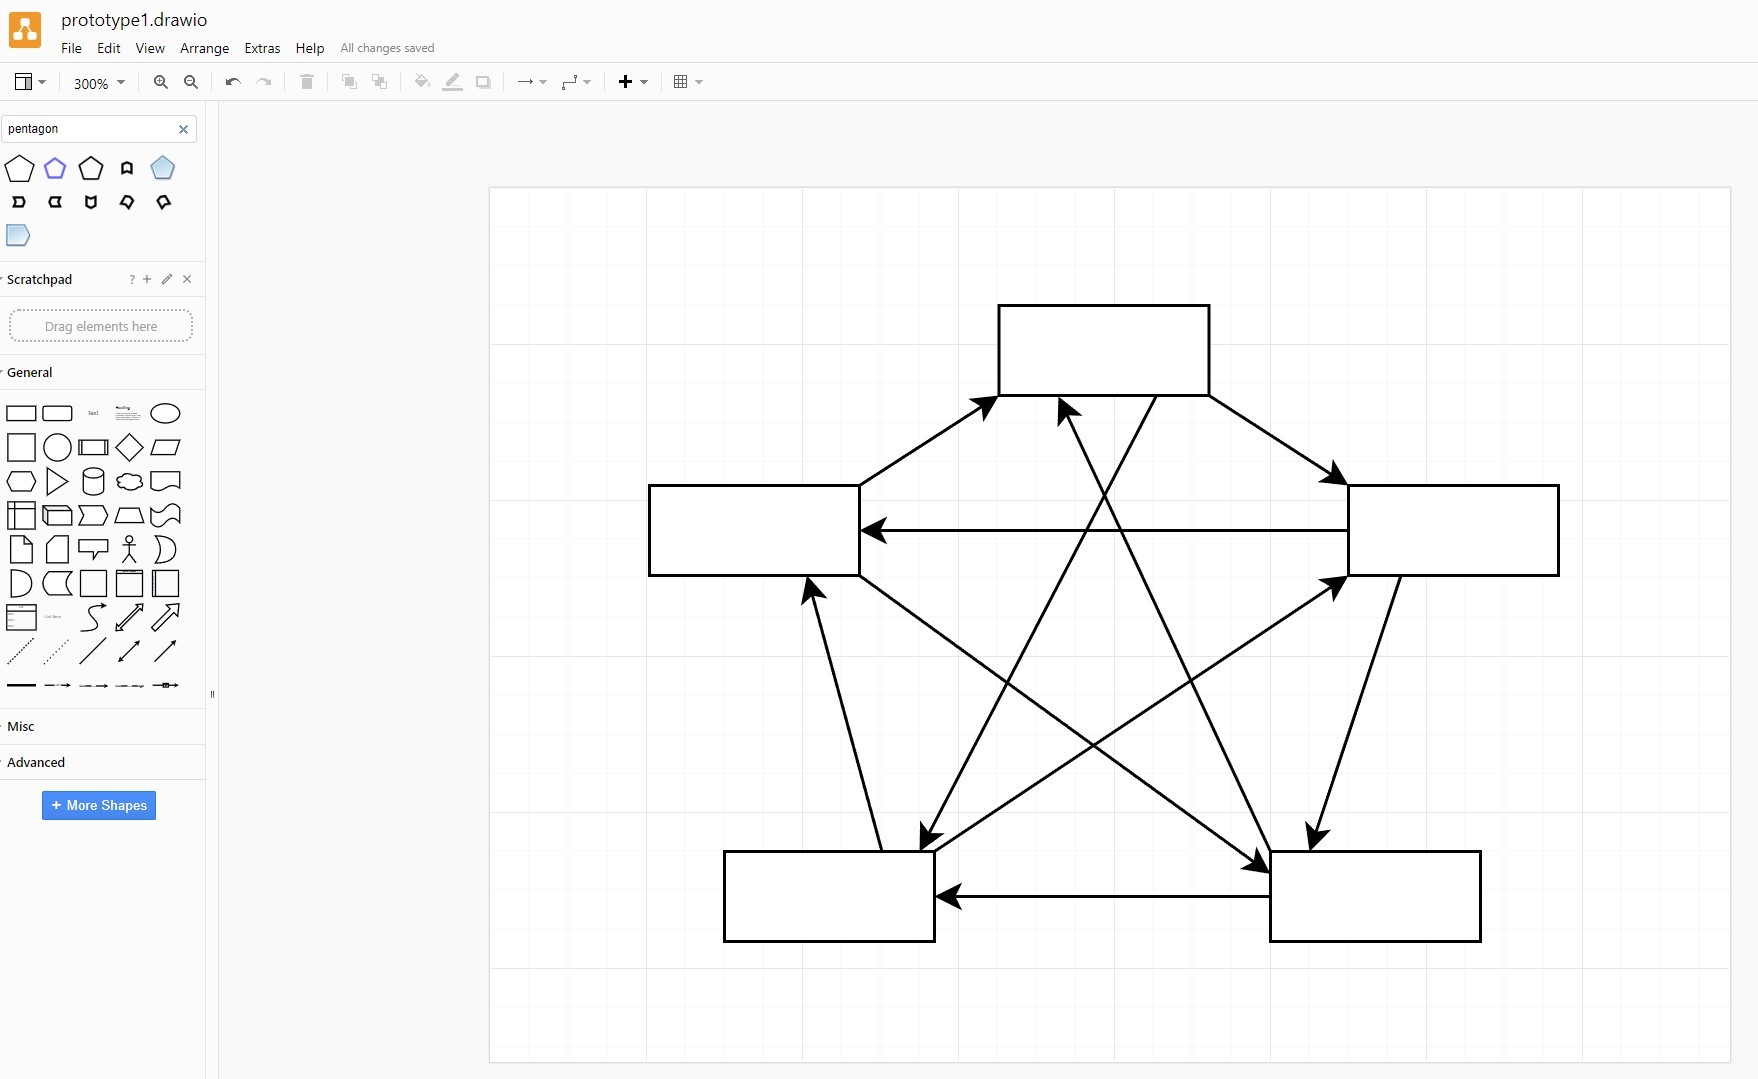 prototype1.drawio
File Edit View Arrange Extras Help All changes saved
300%
pentagon
Scratchpad ? +
Drag elements here
General
Text
Heading
Misc
Advanced
+ More Shapes